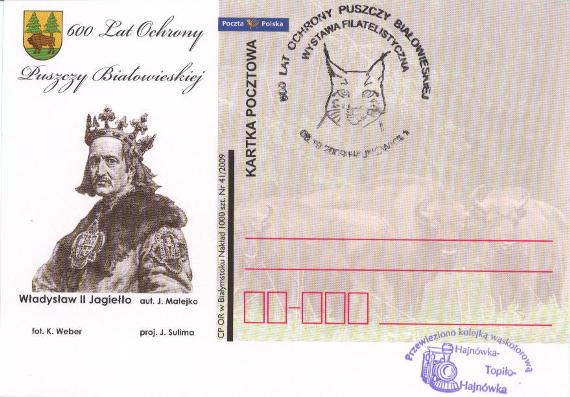 600 Lat Ochrony
Puszczy Białowieskiej
Władysław II Jagiełło aut. J. Matejko
fot. K. Weber proj. J. Sulima
CP OR w Białymstoku Nakład 1000 szt. Nr 41/2009
KARTKA POCZTOWA
Poczta Polska
600 LAT OCHRONY PUSZCZY BIAŁOWIESKIEJ
WYSTAWA FILATELISTYCZNA
HAJNÓWKA 1
Przewieziono kolejką wąskotorową
Hajnówka-
Topiło-
Hajnówka